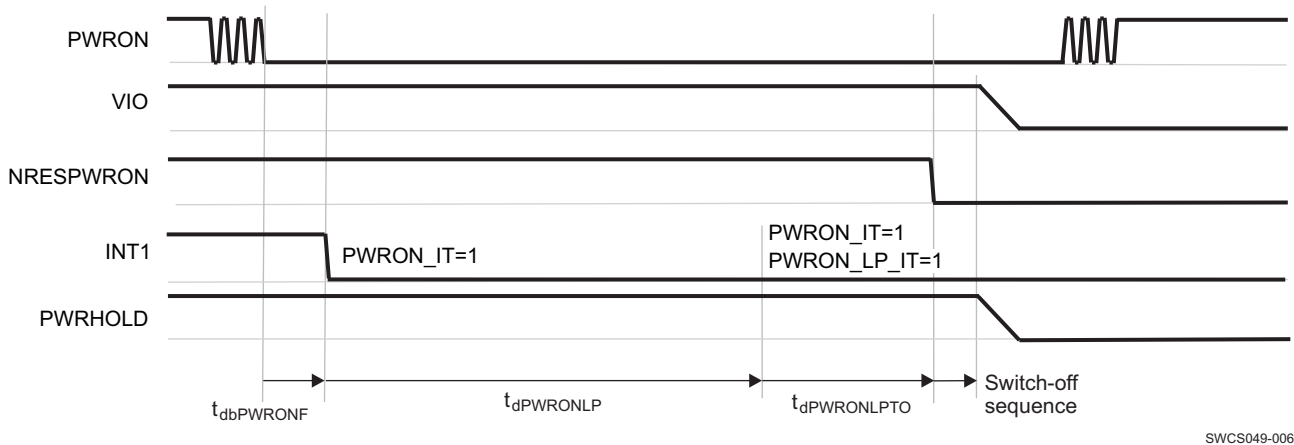 PWRON
VIO
NRESPWRON
INT1
PWRON_IT=1
PWRON_IT=1
PWRON_LP_IT=1
PWRHOLD
tdbPWRONF
tdPWRONLP
tdPWRONLPTO
Switch-off
sequence
SWCS049-006